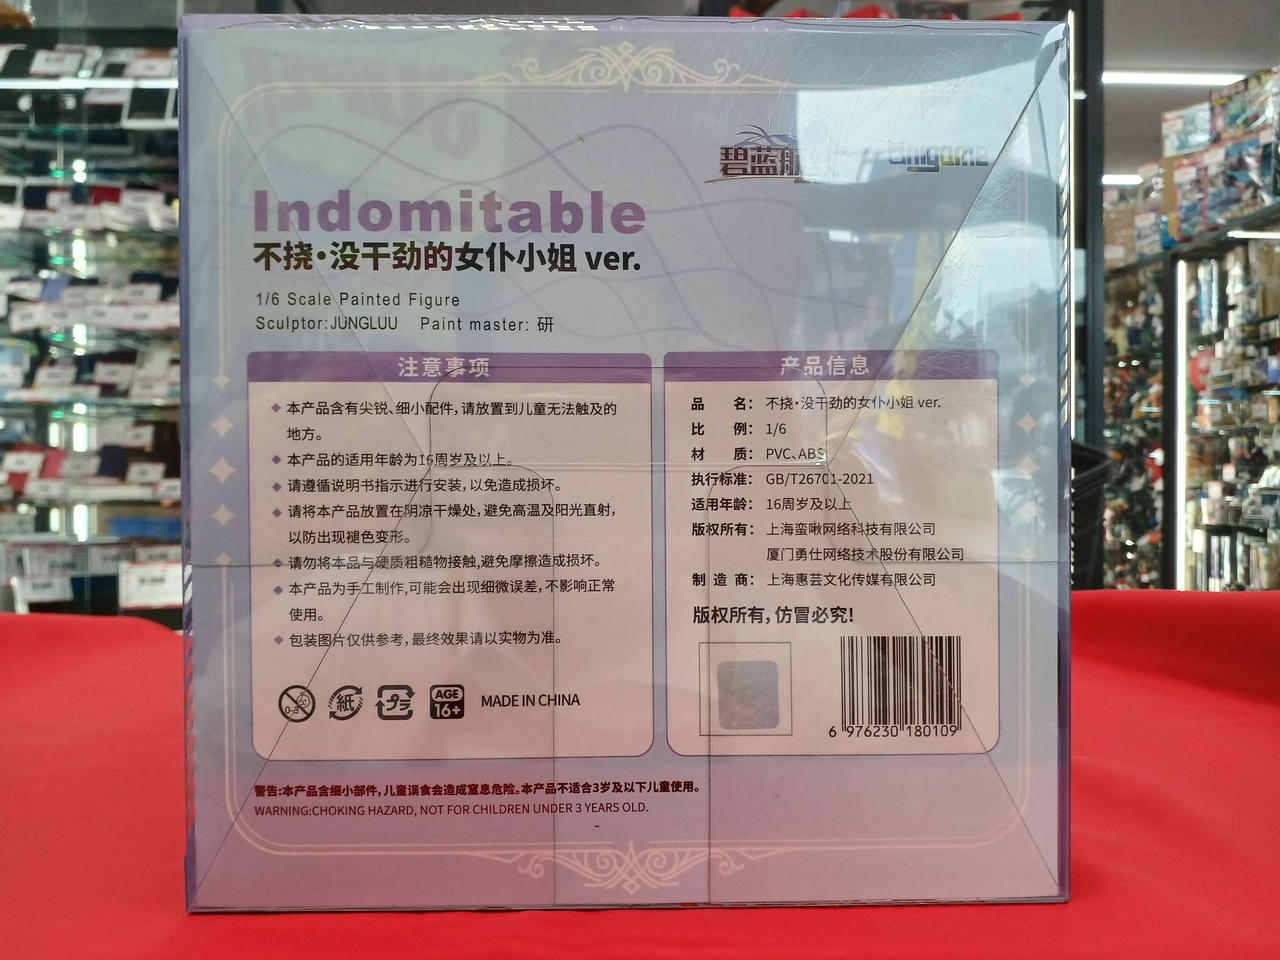 碧蓝航线
anigame
Indomitable
不挠·没干劲的女仆小姐 ver.
1/6 Scale Painted Figure
Sculptor:JUNGLUU Paint master: 研
注意事项
本产品含有尖锐、细小配件,请放置到儿童无法触及的
地方。
本产品的适用年龄为16周岁及以上。
请遵循说明书指示进行安装,以免造成损坏。
请将本产品放置在阴凉干燥处,避免高温及阳光直射,
以防出现褪色变形。
请勿将本品与硬质粗糙物接触,避免摩擦造成损坏。
本产品为手工制作,可能会出现细微误差,不影响正常
使用。
包装图片仅供参考,最终效果请以实物为准。
0-3
紙
プラ
AGE
16+
MADE IN CHINA
产品信息
品 名: 不挠·没干劲的女仆小姐 ver.
比 例: 1/6
材 质: PVC、ABS
执行标准: GB/T26701-2021
适用年龄: 16周岁及以上
版权所有: 上海蛮啾网络科技有限公司
厦门勇仕网络技术股份有限公司
制 造 商: 上海惠芸文化传媒有限公司
版权所有,仿冒必究!
6 976230 180109
警告:本产品含细小部件,儿童误食会造成窒息危险。本产品不适合3岁及以下儿童使用。
WARNING:CHOKING HAZARD, NOT FOR CHILDREN UNDER 3 YEARS OLD.